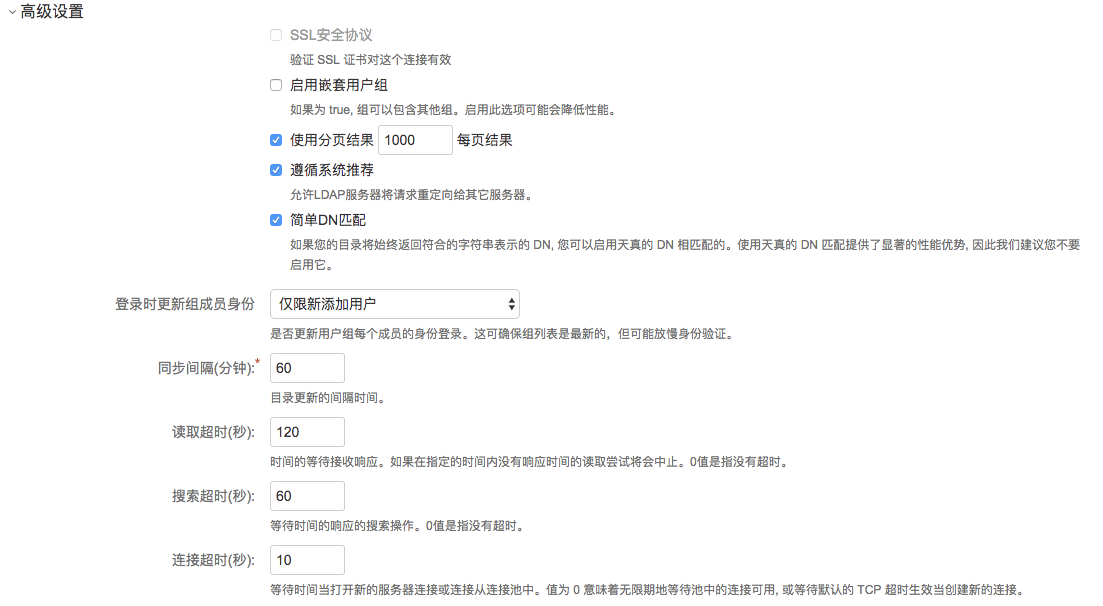 高级设置
SSL安全协议
验证 SSL 证书对这个连接有效
启用嵌套用户组
如果为 true, 组可以包含其他组。启用此选项可能会降低性能。
使用分页结果 1000 每页结果
遵循系统推荐
允许LDAP服务器将请求重定向给其它服务器。
简单DN匹配
如果您的目录将始终返回符合的字符串表示的 DN, 您可以启用天真的 DN 相匹配的。使用天真的 DN 匹配提供了显著的性能优势, 因此我们建议您不要
启用它。
登录时更新组成员身份 仅限新添加用户
是否更新用户组每个成员的身份登录。这可确保组列表是最新的，但可能放慢身份验证。
同步间隔(分钟):* 60
目录更新的间隔时间。
读取超时(秒): 120
时间的等待接收响应。如果在指定的时间内没有响应时间的读取尝试将会中止。0值是指没有超时。
搜索超时(秒): 60
等待时间的响应的搜索操作。0值是指没有超时。
连接超时(秒): 10
等待时间当打开新的服务器连接或连接从连接池中。值为 0 意味着无限期地等待池中的连接可用, 或等待默认的 TCP 超时生效当创建新的连接。